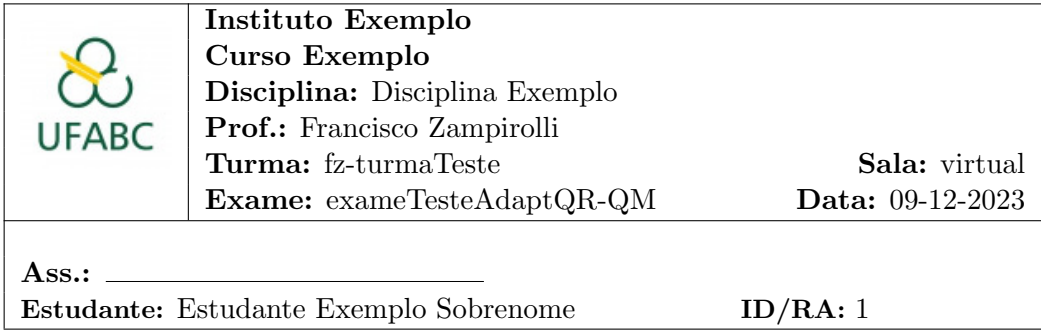 UFABC
Instituto Exemplo
Curso Exemplo
Disciplina: Disciplina Exemplo
Prof.: Francisco Zampirolli
Turma: fz-turmaTeste Sala: virtual
Exame: exameTesteAdaptQR-QM Data: 09-12-2023
Ass.:
Estudante: Estudante Exemplo Sobrenome ID/RA: 1